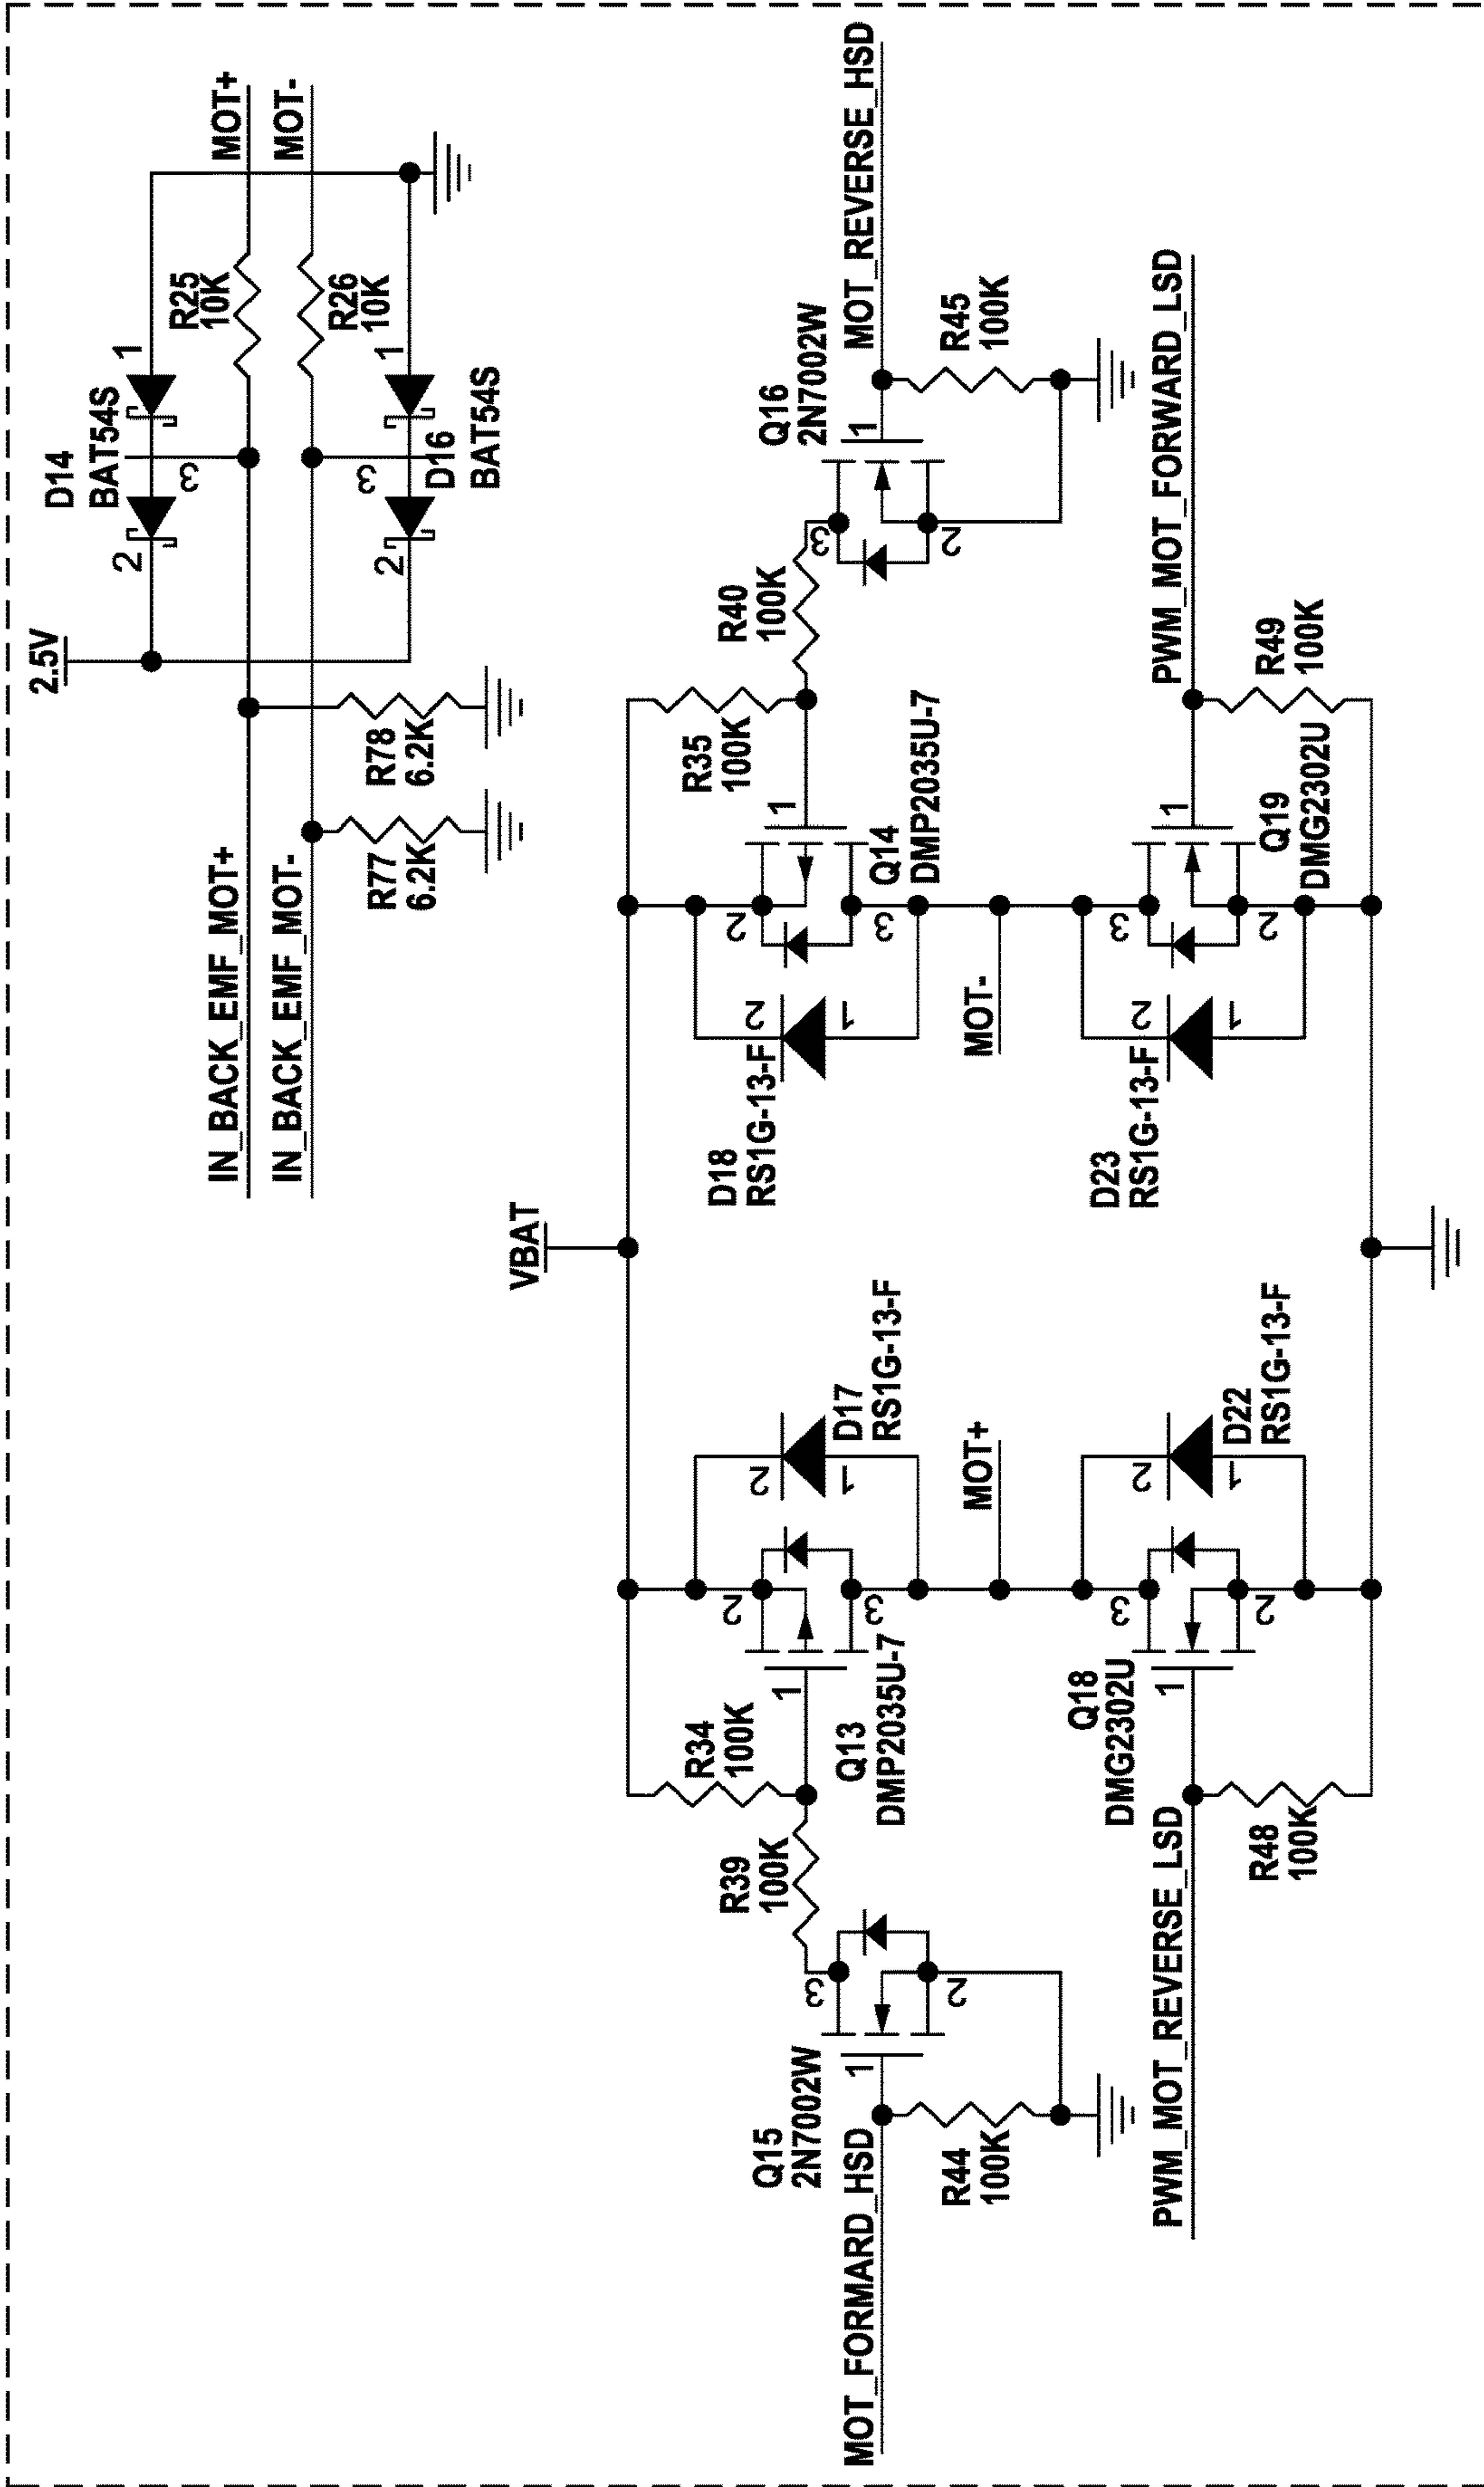 2.5V
D14
BAT54S
2
3
1
MOT+
MOT-
R25
10K
R26
10K
2
3
1
D16
BAT54S
IN_BACK_EMF_MOT+
IN_BACK_EMF_MOT-
R78
6.2K
R77
6.2K
VBAT
MOT_FORMARD_HSD
Q15
2N7002W
1
3
2
R44
100K
R39
100K
R34
100K
Q13
DMP2035U-7
1
2
3
D17
RS1G-13-F
2
1
MOT+
PWM_MOT_REVERSE_LSD
R48
100K
Q18
DMG2302U
1
3
2
D22
RS1G-13-F
2
1
D18
RS1G-13-F
2
1
MOT-
Q14
DMP2035U-7
1
2
3
R35
100K
R40
100K
Q16
2N7002W
1
3
2
MOT_REVERSE_HSD
R45
100K
D23
RS1G-13-F
2
1
Q19
DMG2302U
1
3
2
PWM_MOT_FORWARD_LSD
R49
100K